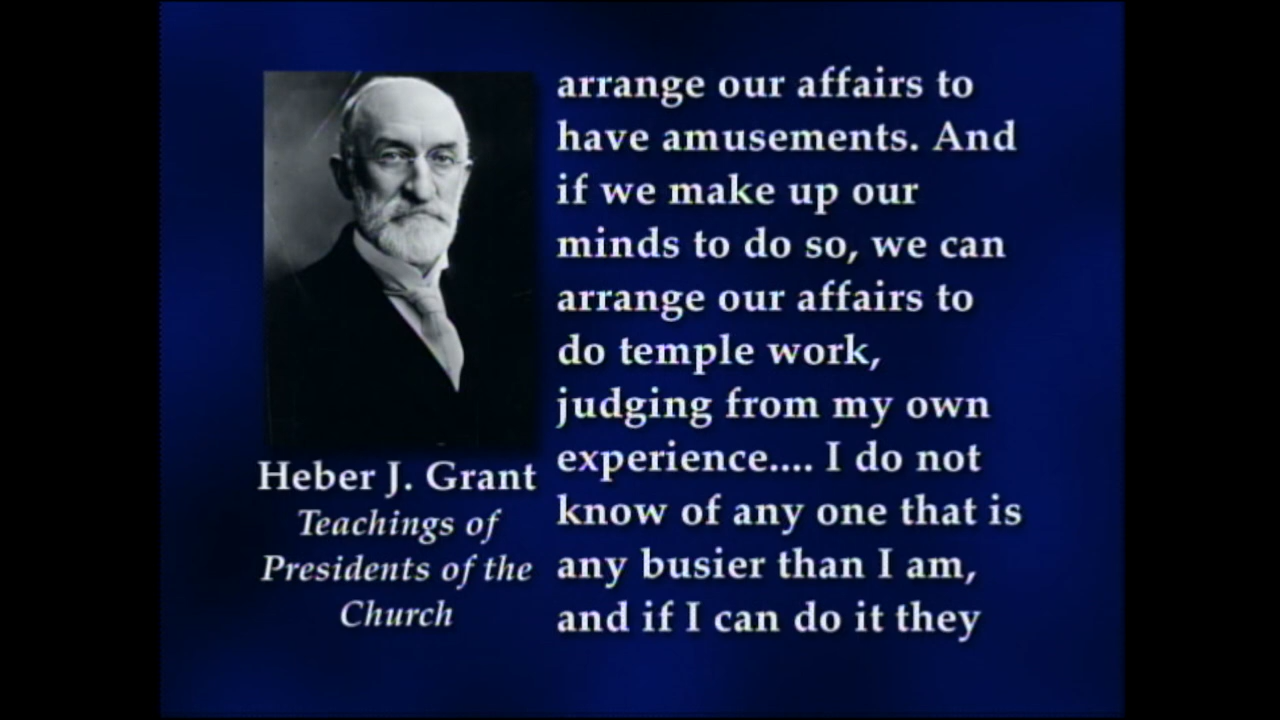 arrange our affairs to
have amusements. And
if we make up our
minds to do so, we can
arrange our affairs to
do temple work,
judging from my own
experience.... I do not
know of any one that is
any busier than I am,
and if I can do it they
Heber J. Grant
Teachings of
Presidents of the
Church